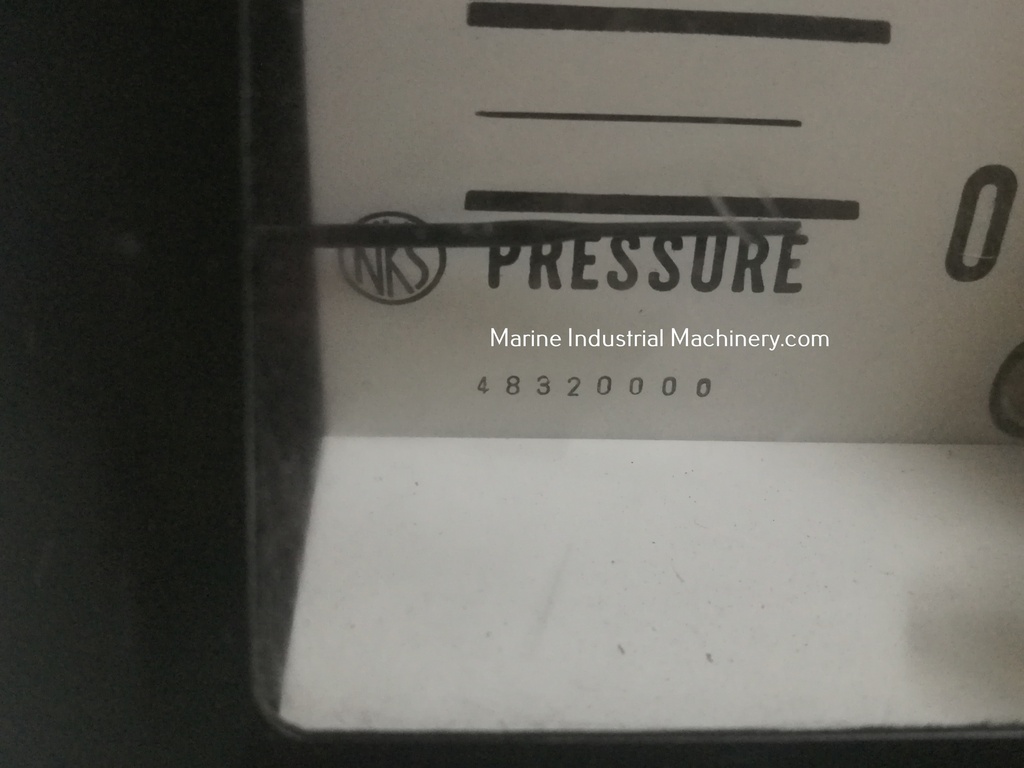 0
NKS PRESSURE
Marine Industrial Machinery.com
48320000